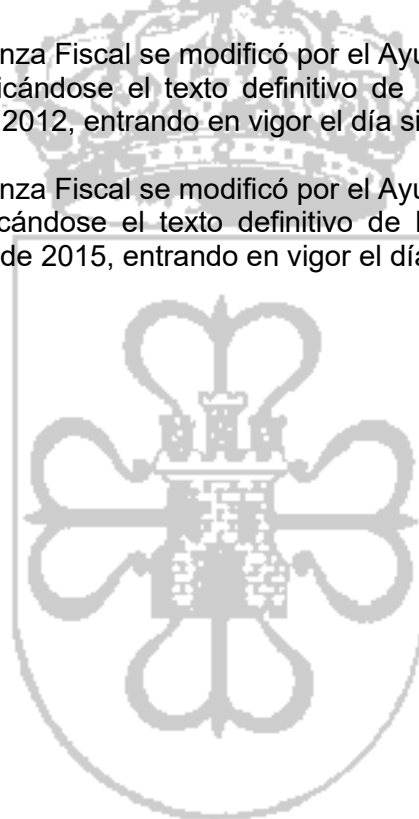 nza Fiscal se modificó por el Ayu
icándose el texto definitivo de
2012, entrando en vigor el día si
nza Fiscal se modificó por el Ayu
cándose el texto definitivo de l
de 2015, entrando en vigor el día